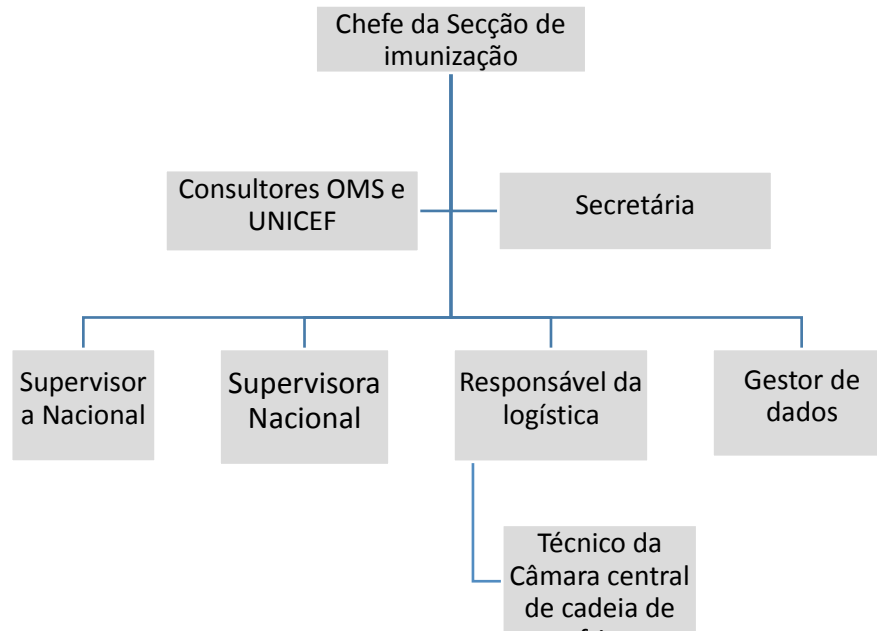 Chefe da Secção de
imunização
Consultores OMS e
UNICEF
Secretária
Supervisor
a Nacional
Supervisora
Nacional
Responsável da
logística
Gestor de
dados
Técnico da
Câmara central
de cadeia de